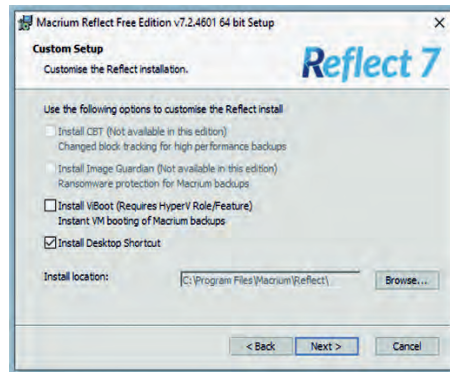 Macrium Reflect Free Edition v7.2.4601 64 bit Setup
Custom Setup
Customise the Reflect installation.
Reflect 7
Use the following options to customise the Reflect install
Install CBT (Not available in this edition)
Changed block tracking for high performance backups
Install Image Guardian (Not available in this edition)
Ransomware protection for Macrium backups
Install ViBoot (Requires HyperV Role/Feature)
Instant VM booting of Macrium backups
Install Desktop Shortcut
Install location: C:\Program Files\Macrium\Reflect\ Browse...
< Back Next > Cancel